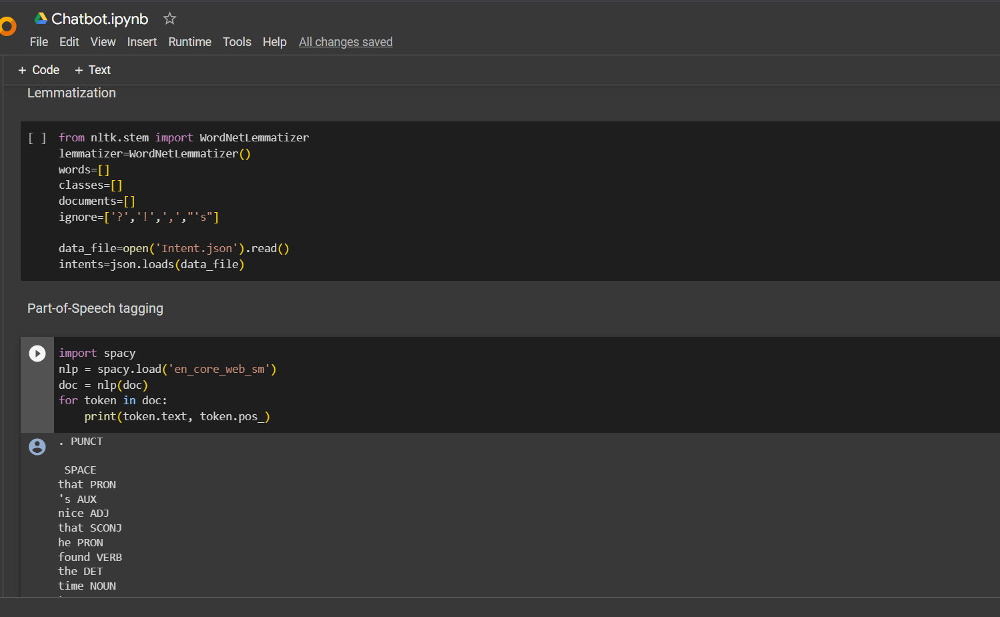 Chatbot.ipynb
File Edit View Insert Runtime Tools Help All changes saved
+ Code + Text
Lemmatization
[ ] from nltk.stem import WordNetLemmatizer
lemmatizer=WordNetLemmatizer()
words=[]
classes=[]
documents=[]
ignore=['?','!',',',"'s"]
data_file=open('Intent.json').read()
intents=json.loads(data_file)
Part-of-Speech tagging
import spacy
nlp = spacy.load('en_core_web_sm')
doc = nlp(doc)
for token in doc:
    print(token.text, token.pos_)
. PUNCT
SPACE
that PRON
's AUX
nice ADJ
that SCONJ
he PRON
found VERB
the DET
time NOUN